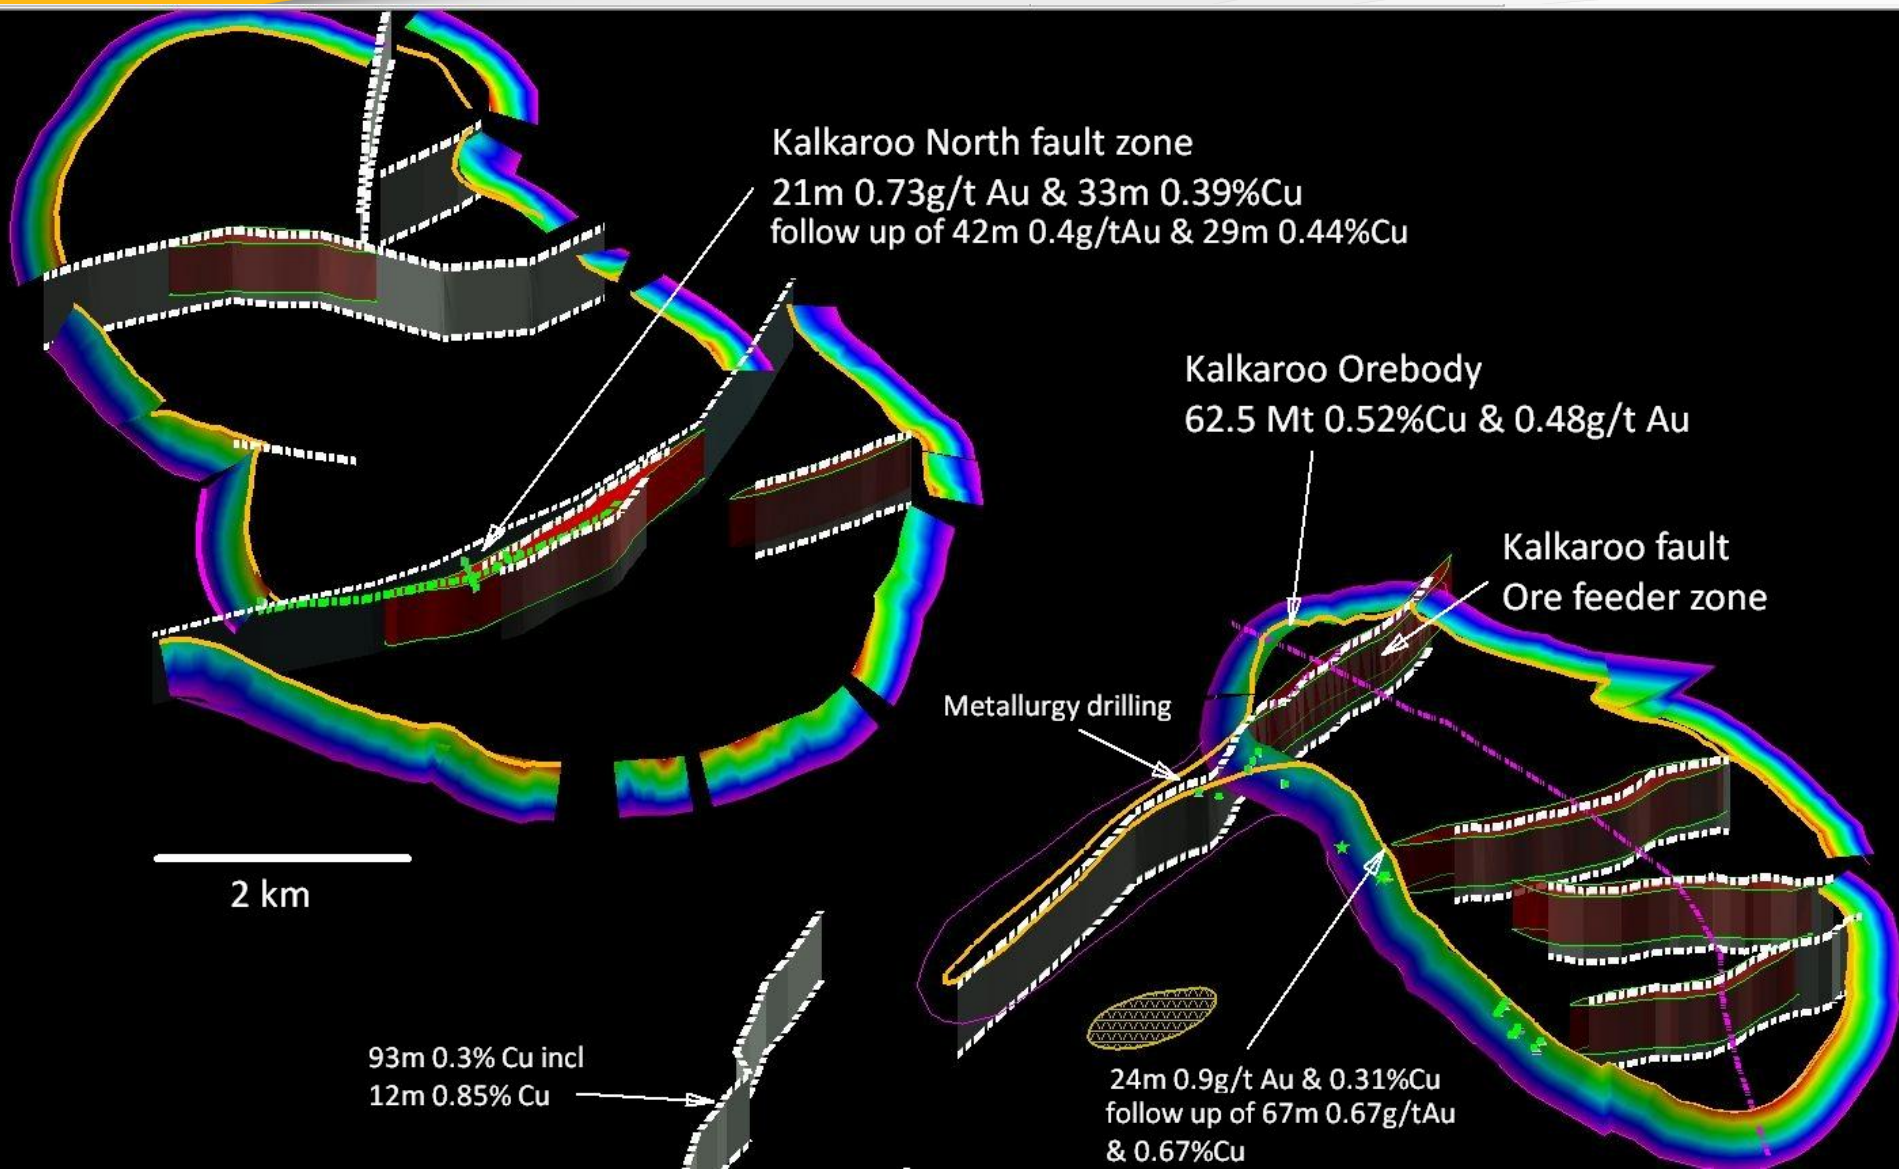 Kalkaroo North fault zone
21m 0.73g/t Au & 33m 0.39%Cu
follow up of 42m 0.4g/tAu & 29m 0.44%Cu
Kalkaroo Orebody
62.5 Mt 0.52%Cu & 0.48g/t Au
Kalkaroo fault
Ore feeder zone
Metallurgy drilling
2 km
93m 0.3% Cu incl
12m 0.85% Cu
24m 0.9g/t Au & 0.31%Cu
follow up of 67m 0.67g/tAu
& 0.67%Cu